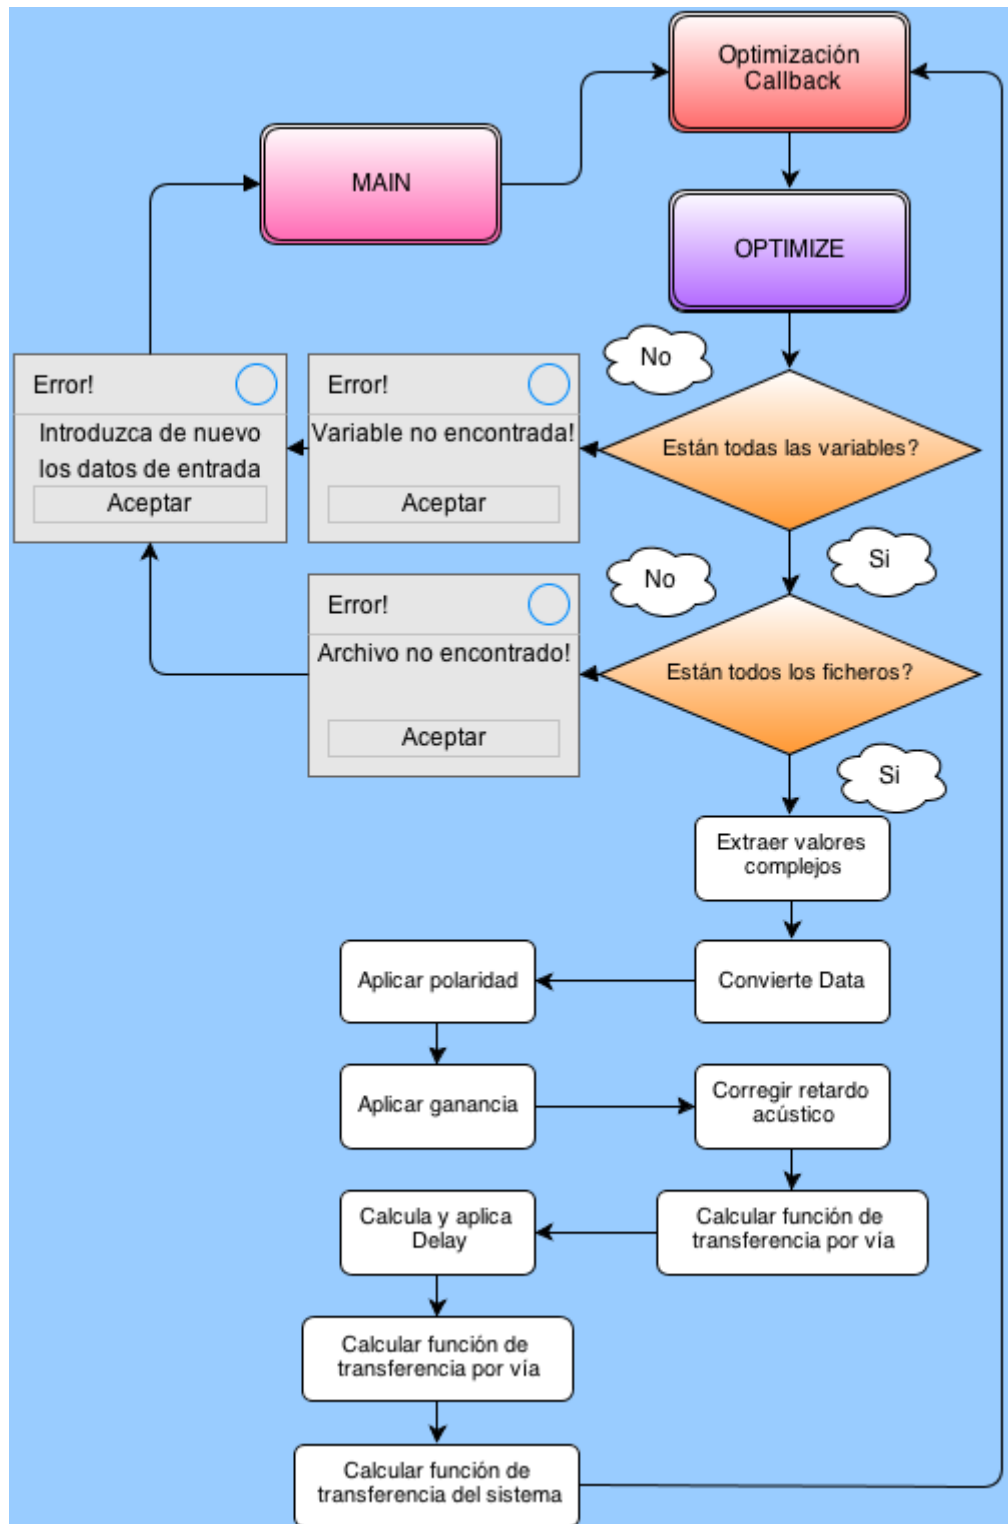 Optimización
Callback
MAIN
OPTIMIZE
No
Error!
Introduzca de nuevo
los datos de entrada
Aceptar
Error!
Variable no encontrada!
Aceptar
Están todas las variables?
Si
No
Error!
Archivo no encontrado!
Aceptar
Están todos los ficheros?
Si
Extraer valores
complejos
Aplicar polaridad
Convierte Data
Aplicar ganancia
Corregir retardo
acústico
Calcula y aplica
Delay
Calcular función de
transferencia por vía
Calcular función de
transferencia por vía
Calcular función de
transferencia del sistema